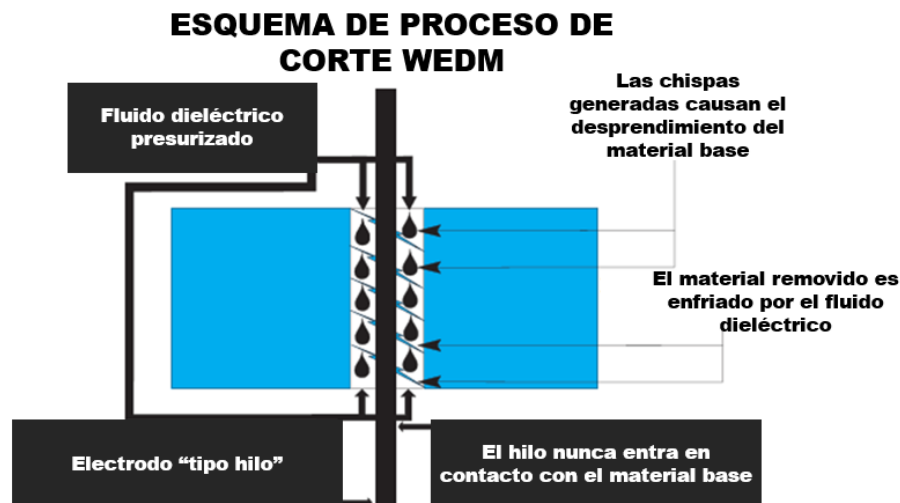 ESQUEMA DE PROCESO DE
CORTE WEDM
Fluido dieléctrico
presurizado
Las chispas
generadas causan el
desprendimiento del
material base
El material removido es
enfriado por el fluido
dieléctrico
Electrodo “tipo hilo”
El hilo nunca entra en
contacto con el material base